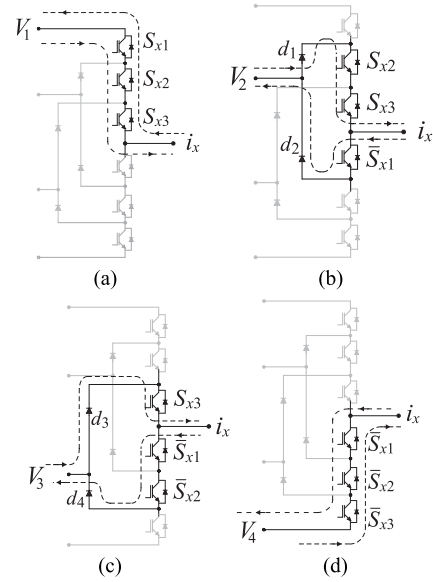 V1
Sx1
Sx2
Sx3
ix
(a)
d1
V2
d2
Sx2
Sx3
ix
S̅x1
(b)
d3
V3
d4
Sx3
ix
S̅x1
S̅x2
(c)
ix
S̅x1
S̅x2
S̅x3
V4
(d)